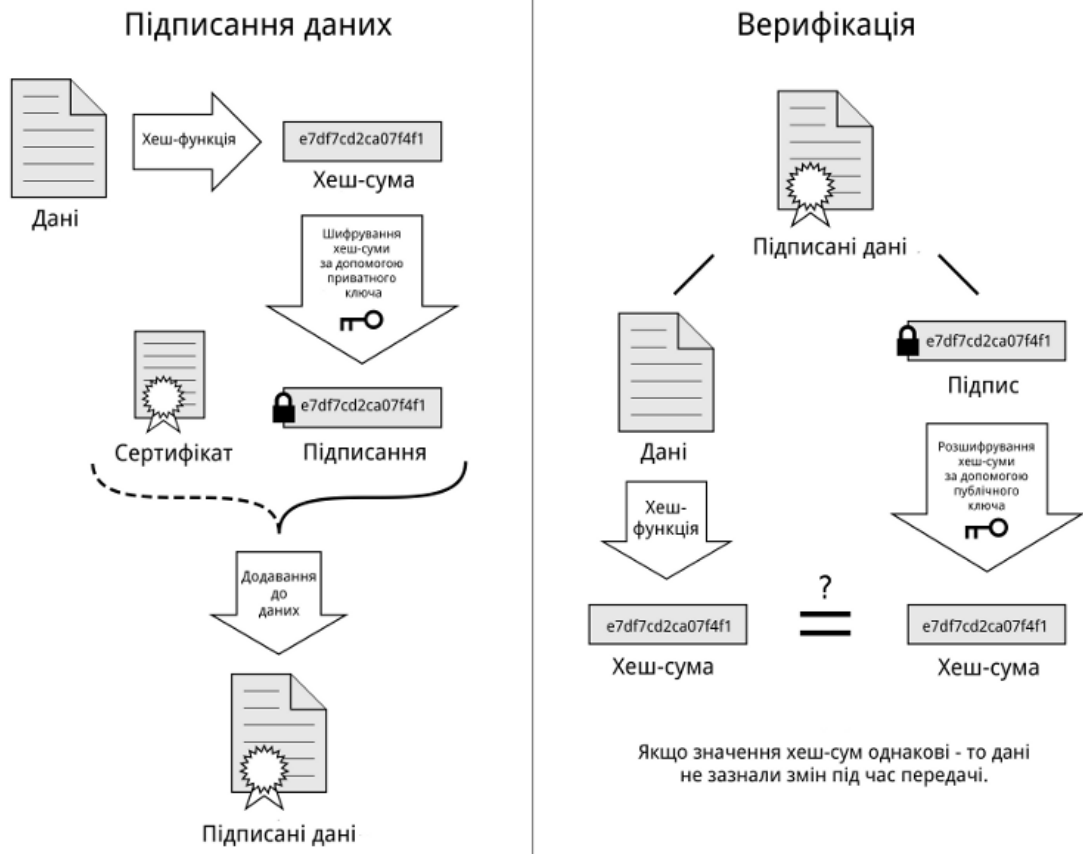 Підписання даних
Дані
Хеш-функція
e7df7cd2ca07f4f1
Хеш-сума
Шифрування
хеш-суми
за допомогою
приватного
ключа
Сертифікат
e7df7cd2ca07f4f1
Підписання
Додавання
до
даних
Підписані дані
Верифікація
Підписані дані
Дані
Хеш-
функція
e7df7cd2ca07f4f1
Хеш-сума
e7df7cd2ca07f4f1
Підпис
Розшифрування
хеш-суми
за допомогою
публічного
ключа
?
=
e7df7cd2ca07f4f1
Хеш-сума
Якщо значення хеш-сум однакові - то дані
не зазнали змін під час передачі.